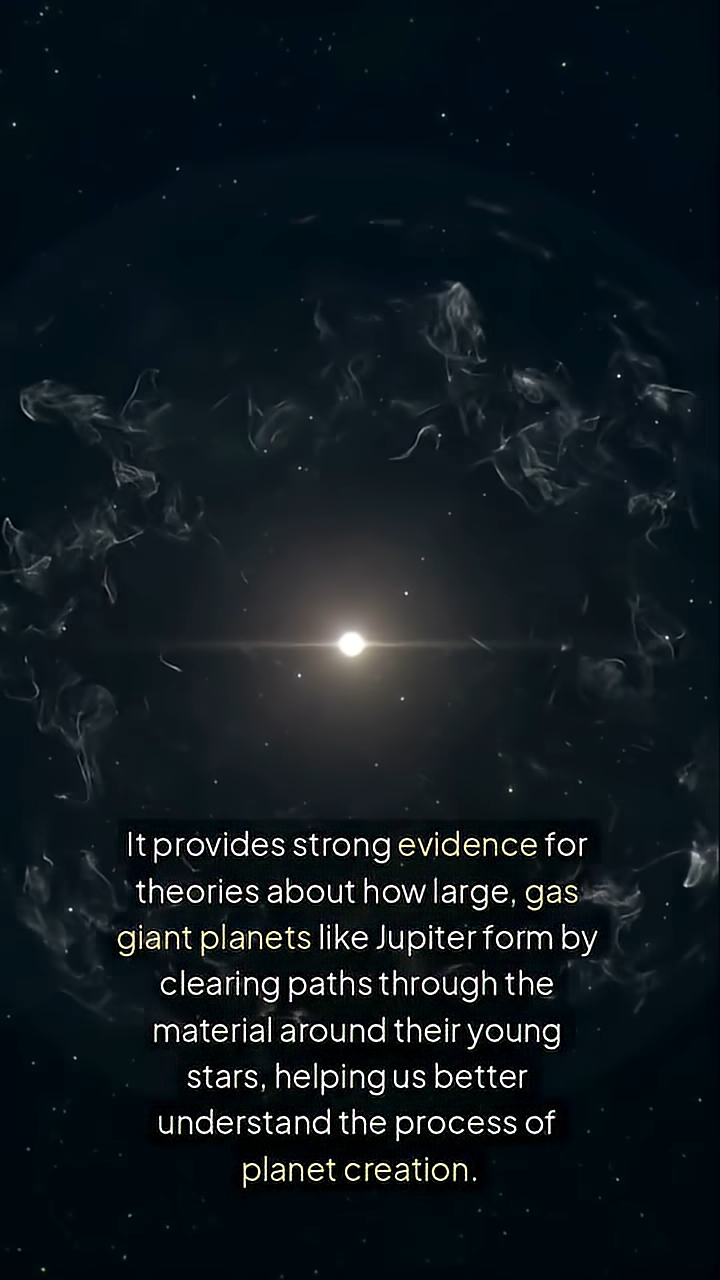 It provides strong evidence for
theories about how large, gas
giant planets like Jupiter form by
clearing paths through the
material around their young
stars, helping us better
understand the process of
planet creation.